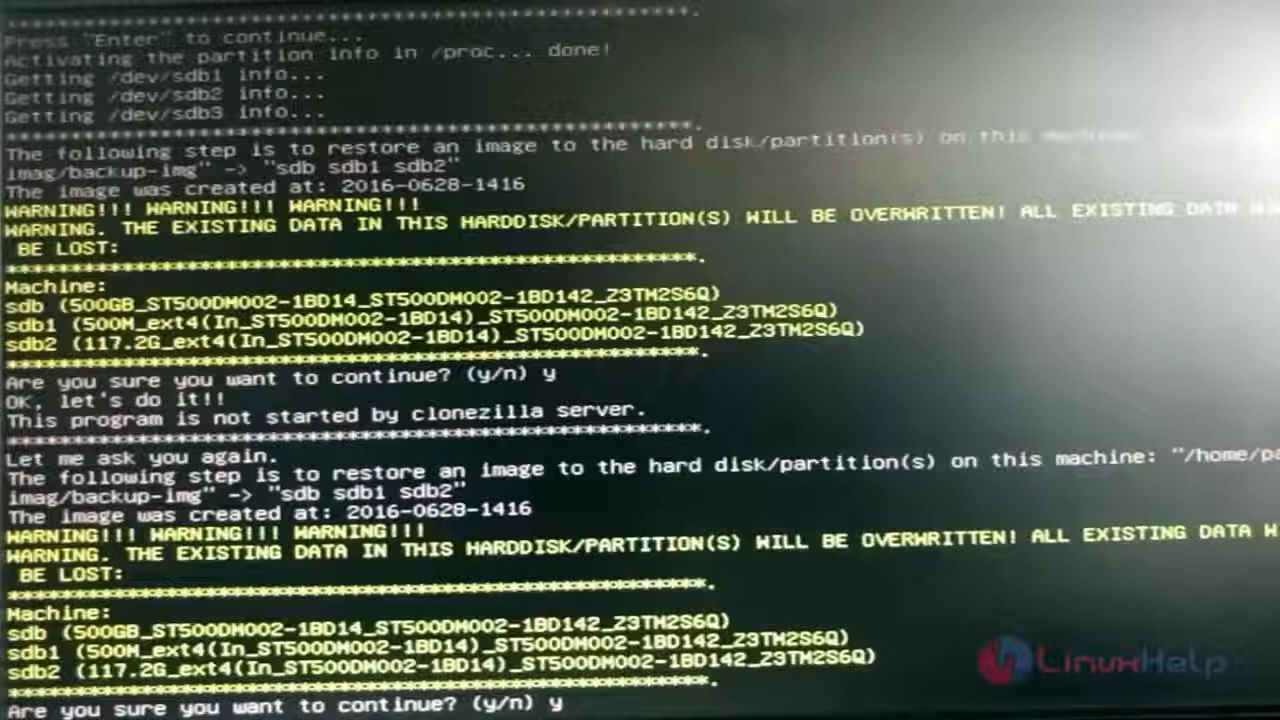 **************************************************************.
Press "Enter" to continue...
Activating the partition info in /proc... done!
Getting /dev/sdb1 info...
Getting /dev/sdb2 info...
Getting /dev/sdb3 info...
**************************************************************.
The following step is to restore an image to the hard disk/partition(s) on this machine:
imag/backup-img" -> "sdb sdb1 sdb2"
The image was created at: 2016-0628-1416
WARNING!!! WARNING!!! WARNING!!!
WARNING. THE EXISTING DATA IN THIS HARDDISK/PARTITION(S) WILL BE OVERWRITTEN! ALL EXISTING DATA
BE LOST:
**************************************************************.
Machine:
sdb (500GB_ST500DM002-1BD14_ST500DM002-1BD142_Z3TM2S6Q)
sdb1 (500M_ext4(In_ST500DM002-1BD14)_ST500DM002-1BD142_Z3TM2S6Q)
sdb2 (117.2G_ext4(In_ST500DM002-1BD14)_ST500DM002-1BD142_Z3TM2S6Q)
**************************************************************.
Are you sure you want to continue? (y/n) y
OK, let's do it!!
This program is not started by clonezilla server.
**************************************************************.
Let me ask you again.
The following step is to restore an image to the hard disk/partition(s) on this machine: "/home/pa
imag/backup-img" -> "sdb sdb1 sdb2"
The image was created at: 2016-0628-1416
WARNING!!! WARNING!!! WARNING!!!
WARNING. THE EXISTING DATA IN THIS HARDDISK/PARTITION(S) WILL BE OVERWRITTEN! ALL EXISTING DATA W
BE LOST:
**************************************************************.
Machine:
sdb (500GB_ST500DM002-1BD14_ST500DM002-1BD142_Z3TM2S6Q)
sdb1 (500M_ext4(In_ST500DM002-1BD14)_ST500DM002-1BD142_Z3TM2S6Q)
sdb2 (117.2G_ext4(In_ST500DM002-1BD14)_ST500DM002-1BD142_Z3TM2S6Q)
**************************************************************.
Are you sure you want to continue? (y/n) y
LinuxHelp